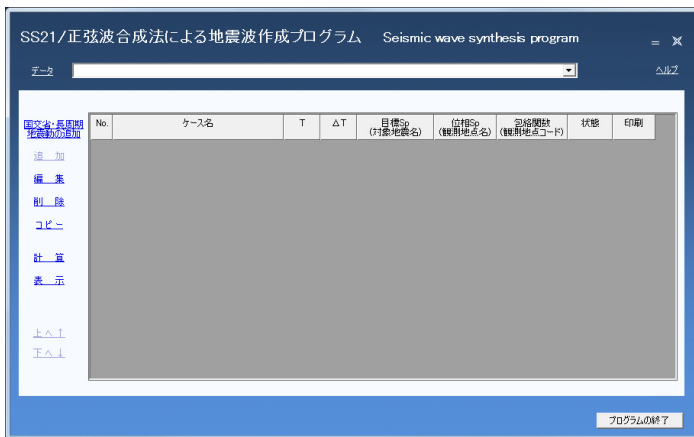 SS21/正弦波合成法による地震波作成プログラム Seismic wave synthesis program
データ
ヘルプ
国交省・長周期
地震動の追加
No. ケース名 T ΔT 目標Sp 位相Sp 包絡関数 状態 印刷
(対象地震名) (観測地点名) (観測地点コード)
追 加
編 集
削 除
コピー
計 算
表 示
上へ↑
下へ↓
プログラムの終了